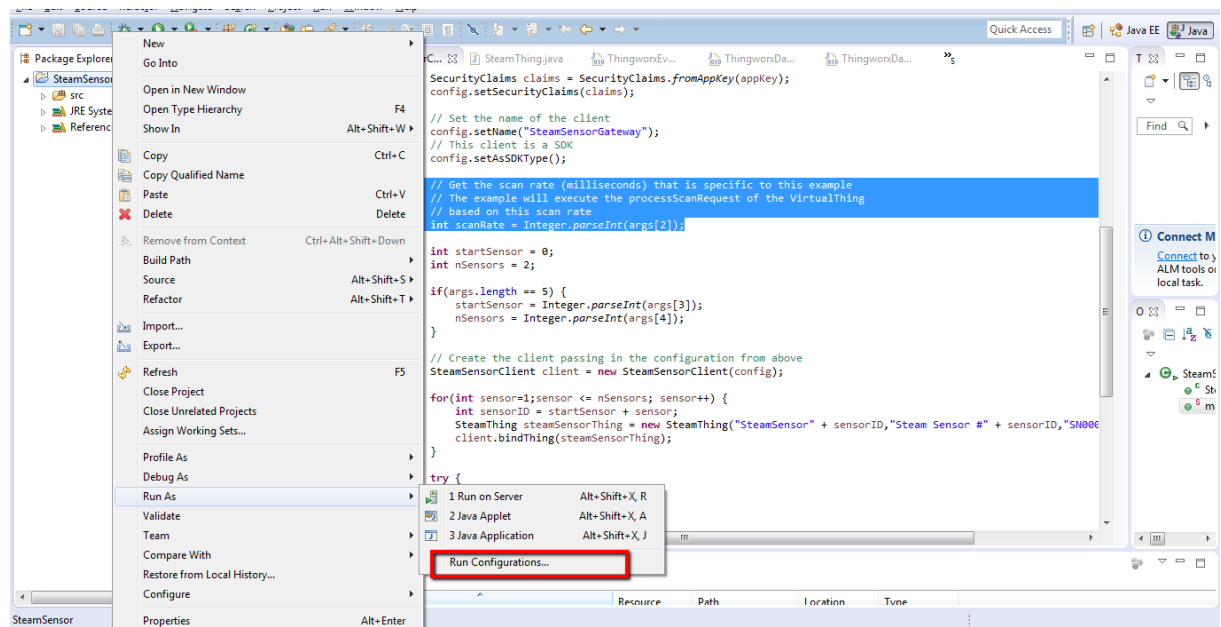 Quick Access
Java EE
Java
Package Explore
SteamSensor
src
JRE Syste
Referenc
New
Go Into
Open in New Window
Open Type Hierarchy F4
Show In Alt+Shift+W
Copy Ctrl+C
Copy Qualified Name
Paste Ctrl+V
Delete Delete
Remove from Context Ctrl+Alt+Shift+Down
Build Path
Source Alt+Shift+S
Refactor Alt+Shift+T
Import...
Export...
Refresh F5
Close Project
Close Unrelated Projects
Assign Working Sets...
Profile As
Debug As
Run As
Validate
Team
Compare With
Restore from Local History...
Configure
Properties Alt+Enter
1 Run on Server Alt+Shift+X, R
2 Java Applet Alt+Shift+X, A
3 Java Application Alt+Shift+X, J
Run Configurations...
rC... SteamThing.java ThingworxEv... ThingworxDa... ThingworxDa... »5
SecurityClaims claims = SecurityClaims.fromAppKey(appKey);
config.setSecurityClaims(claims);
// Set the name of the client
config.setName("SteamSensorGateway");
// This client is a SDK
config.setAsSDKType();
// Get the scan rate (milliseconds) that is specific to this example
// The example will execute the processScanRequest of the VirtualThing
// based on this scan rate
int scanRate = Integer.parseInt(args[2]);
int startSensor = 0;
int nSensors = 2;
if(args.length == 5) {
startSensor = Integer.parseInt(args[3]);
nSensors = Integer.parseInt(args[4]);
}
// Create the client passing in the configuration from above
SteamSensorClient client = new SteamSensorClient(config);
for(int sensor=1;sensor <= nSensors; sensor++) {
int sensorID = startSensor + sensor;
SteamThing steamSensorThing = new SteamThing("SteamSensor" + sensorID,"Steam Sensor #" + sensorID,"SN000
client.bindThing(steamSensorThing);
}
try {
Resource Path Location Type
T
Find
Connect M
Connect to y
ALM tools o
local task.
O
SteamS
St
m
SteamSensor